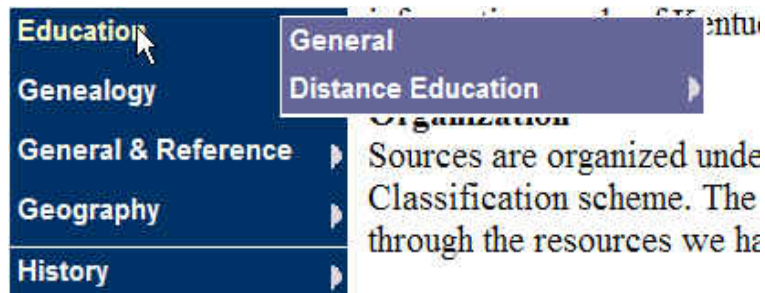 Education
Genealogy
General & Reference
Geography
History
General
Distance Education
Organization
Sources are organized unde
Classification scheme. The
through the resources we ha